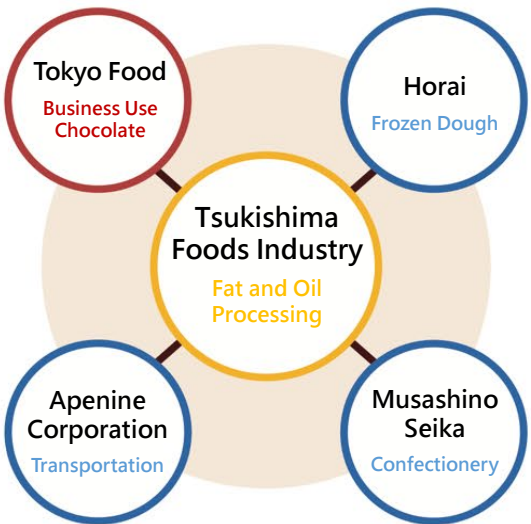 Tokyo Food
Business Use
Chocolate
Horai
Frozen Dough
Tsukishima
Foods Industry
Fat and Oil
Processing
Apenine
Corporation
Transportation
Musashino
Seika
Confectionery